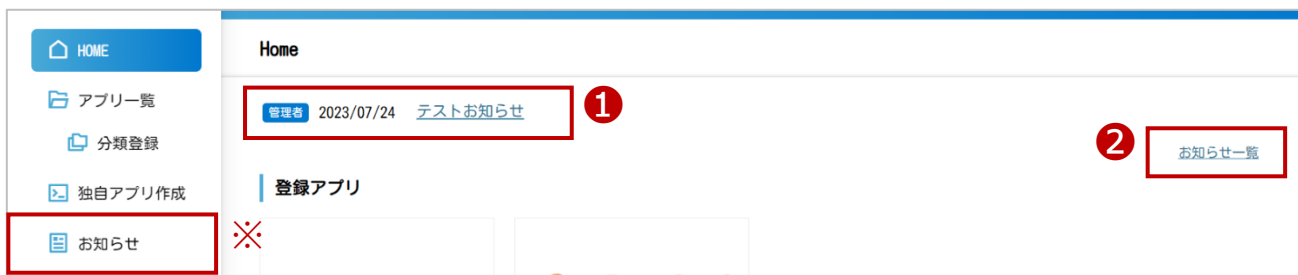 HOME
Home
アプリ一覧
管理者 2023/07/24 テストお知らせ ❶
分類登録
❷ お知らせ一覧
独自アプリ作成
登録アプリ
お知らせ ※